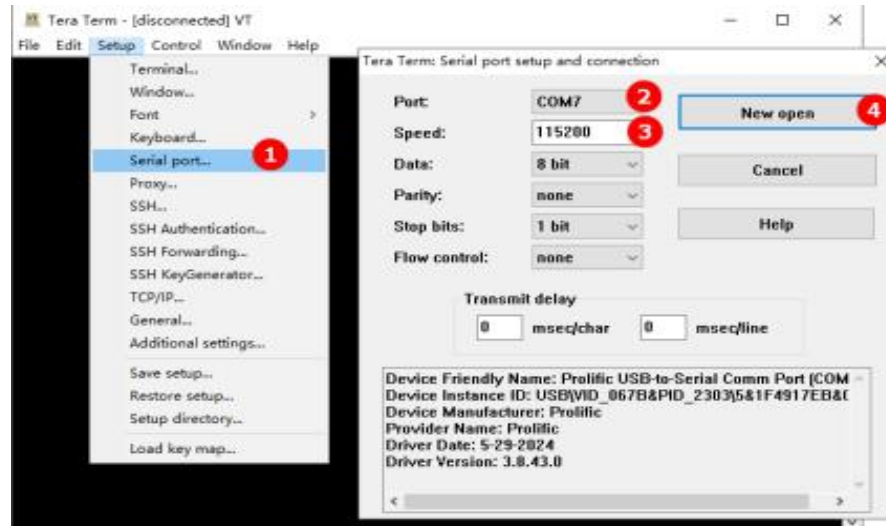 Tera Term - [disconnected] VT
File Edit Setup Control Window Help
Terminal...
Window...
Font
Keyboard...
Serial port... 1
Proxy...
SSH...
SSH Authentication...
SSH Forwarding...
SSH KeyGenerator...
TCP/IP...
General...
Additional settings...
Save setup...
Restore setup...
Setup directory...
Load key map...
Tera Term: Serial port setup and connection
Port: COM7 2
New open 4
Speed: 115200 3
Data: 8 bit
Cancel
Parity: none
Stop bits: 1 bit
Help
Flow control: none
Transmit delay
0 msec/char 0 msec/line
Device Friendly Name: Prolific USB-to-Serial Comm Port (COM
Device Instance ID: USB\VID_067B&PID_2303\5&1F4917EB&
Device Manufacturer: Prolific
Provider Name: Prolific
Driver Date: 5-29-2024
Driver Version: 3.8.43.0